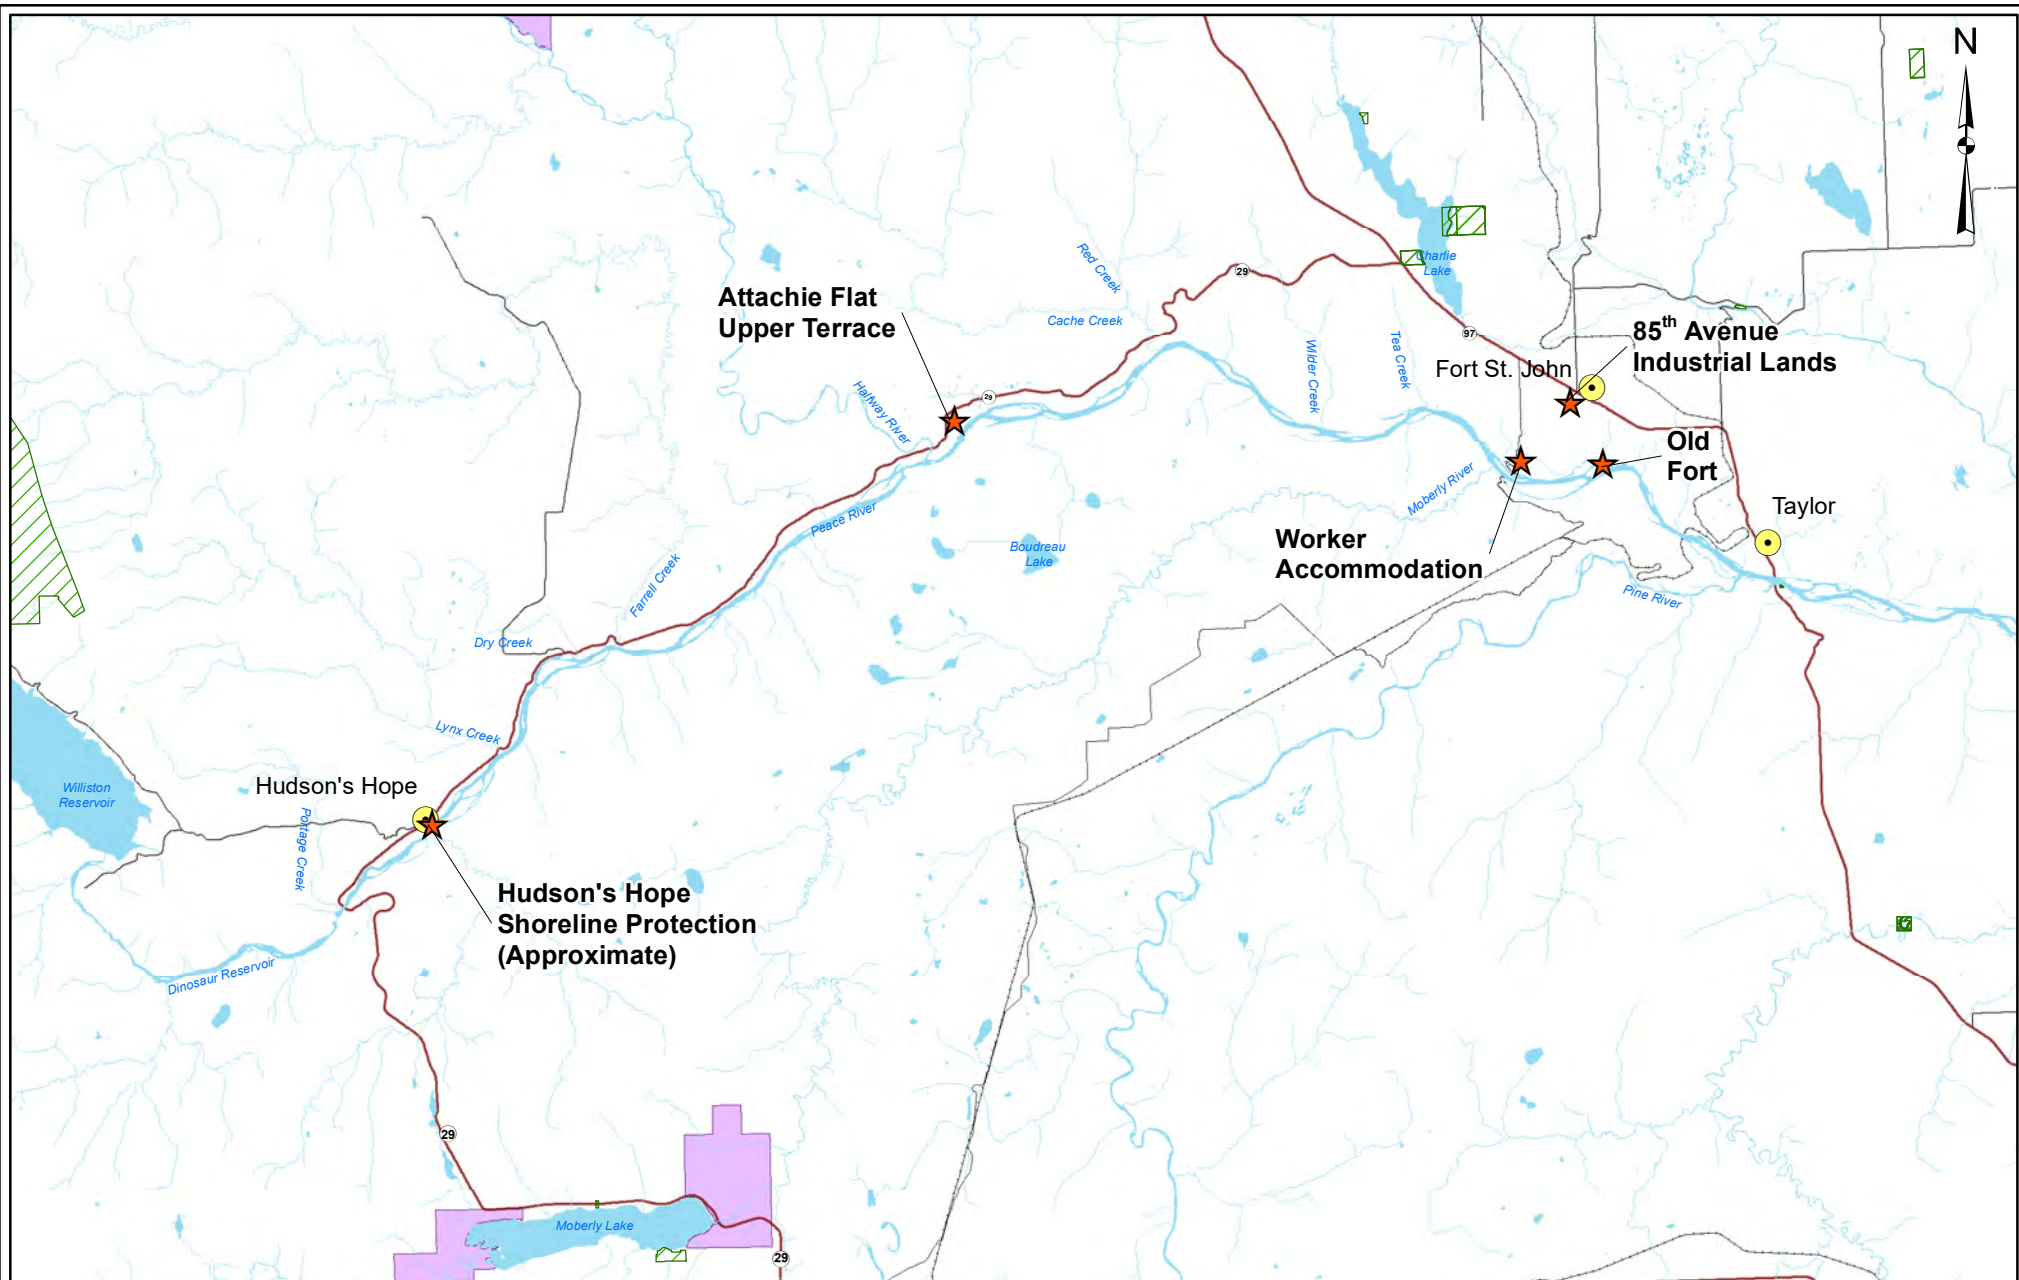 N
Red Creek
Charlie
Lake
29
Attachie Flat
Upper Terrace
Cache Creek
97
85th Avenue
Industrial Lands
Wilder Creek
Tea Creek
Fort St. John
Halfway River
29
Old
Fort
Moberly River
Taylor
Peace River
Boudreau
Lake
Worker
Accommodation
Farrell Creek
Pine River
Dry Creek
Lynx Creek
Williston
Reservoir
Hudson's Hope
Portage Creek
Hudson's Hope
Shoreline Protection
(Approximate)
Dinosaur Reservoir
29
Moberly Lake
29